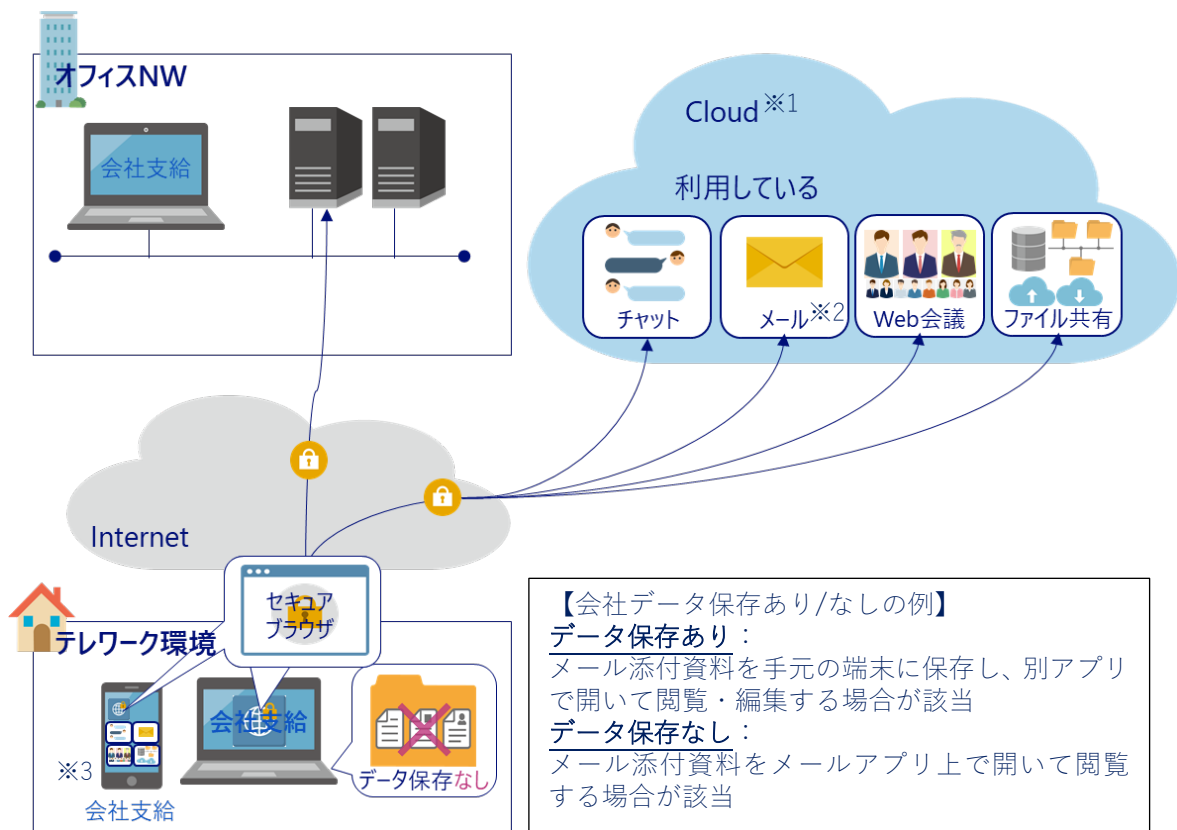 オフィスNW
会社支給
Cloud※1
利用している
チャット
メール※2
Web会議
ファイル共有
Internet
セキュア
ブラウザ
テレワーク環境
会社支給
データ保存なし
※3
会社支給
【会社データ保存あり/なしの例】
データ保存あり：
メール添付資料を手元の端末に保存し、別アプリ
で開いて閲覧・編集する場合が該当
データ保存なし：
メール添付資料をメールアプリ上で開いて閲覧
する場合が該当